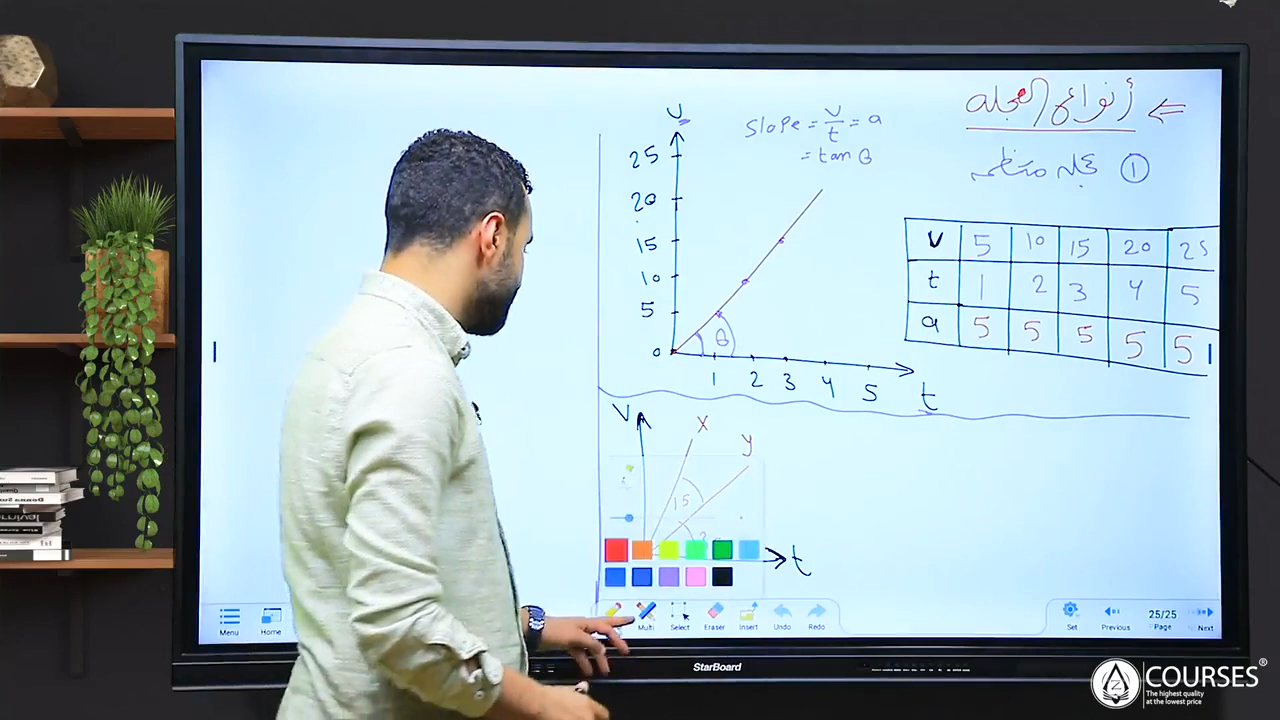 ⇐ أنواع العجلة
① عجلة منتظمة
Slope = v/t = a
= tan θ
v
25
20
15
10
5
0
1 2 3 4 5
t
θ
v 5 10 15 20 25
t 1 2 3 4 5
a 5 5 5 5 5
V
x
y
15
t
Menu
Home
Multi
Select
Eraser
Insert
Undo
Redo
Set
Previous
25/25
Page
Next
StarBoard
COURSES®
The highest quality
at the lowest price